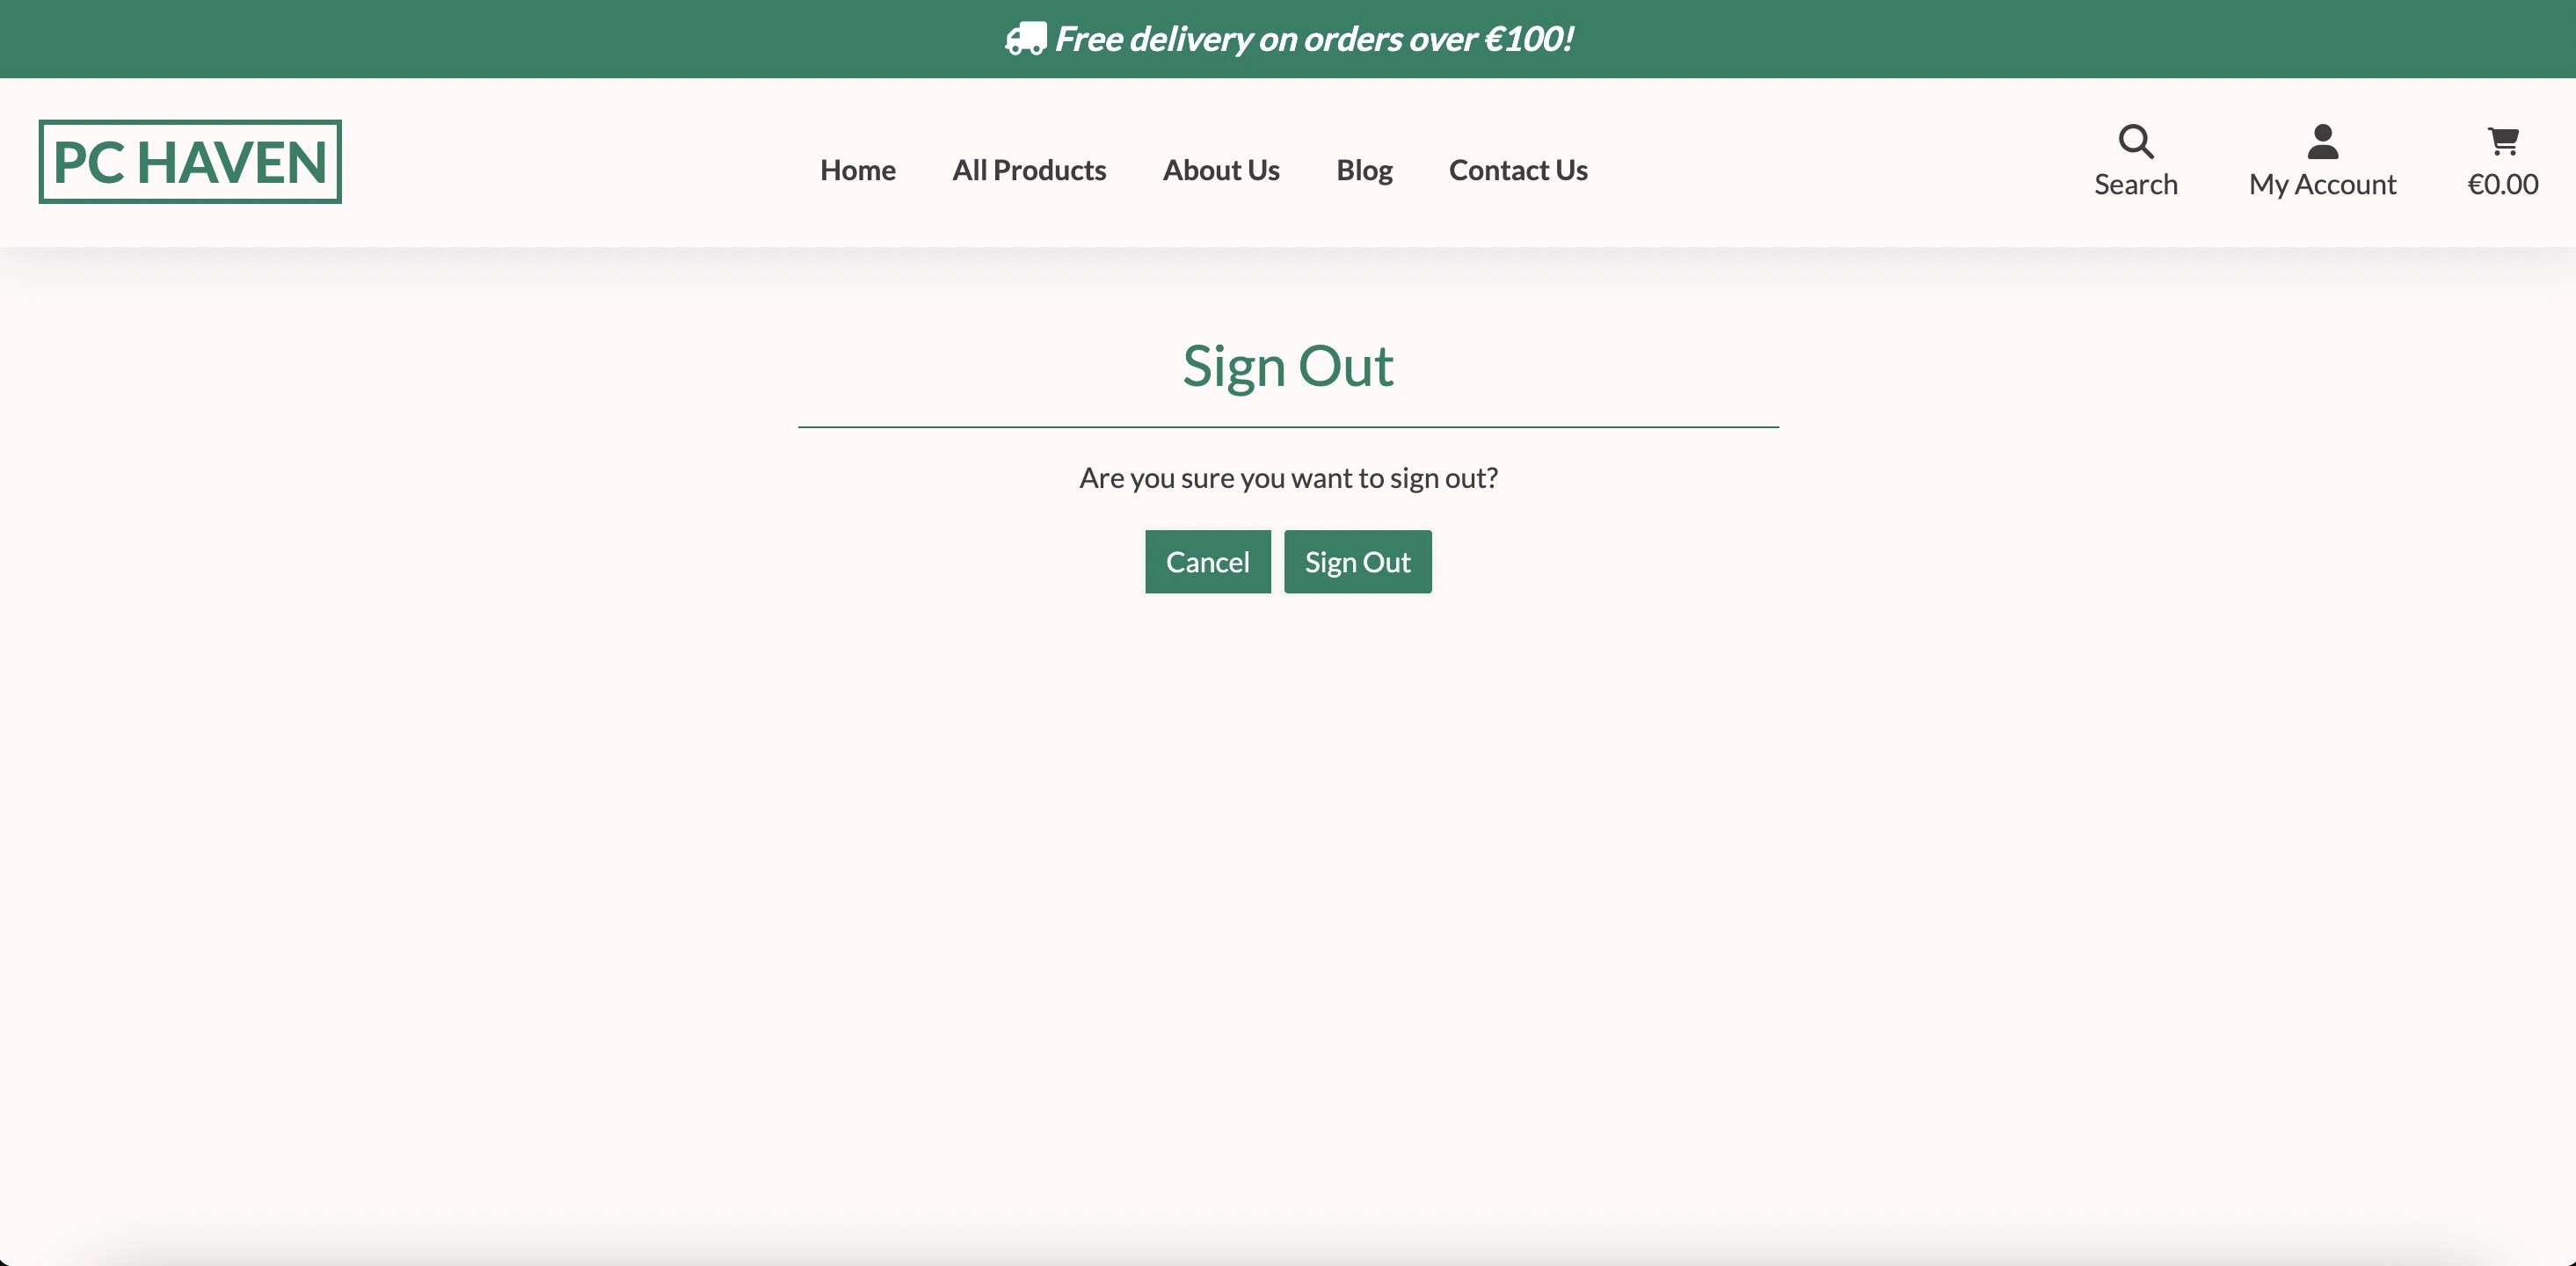 Free delivery on orders over €100!
PC HAVEN
Home
All Products
About Us
Blog
Contact Us
Search
My Account
€0.00
Sign Out
Are you sure you want to sign out?
Cancel
Sign Out